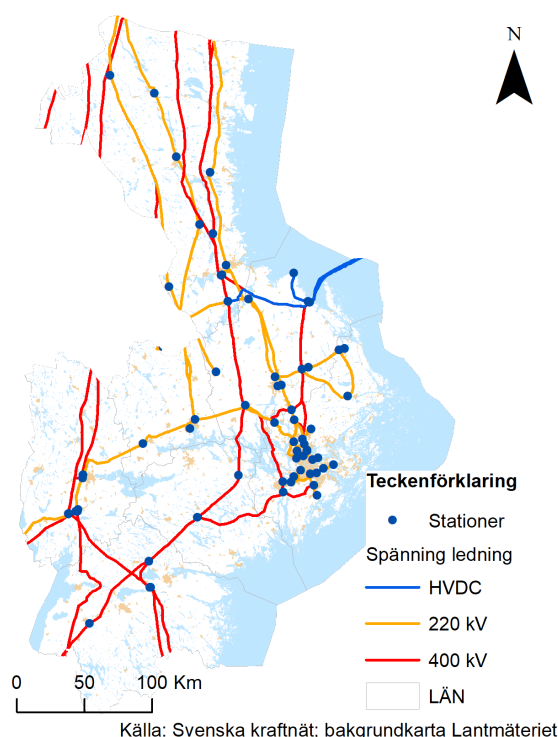 N
Teckenförklaring
Stationer
Spänning ledning
HVDC
220 kV
400 kV
LÄN
0 50 100 Km
Källa: Svenska kraftnät; bakgrundkarta Lantmäteriet